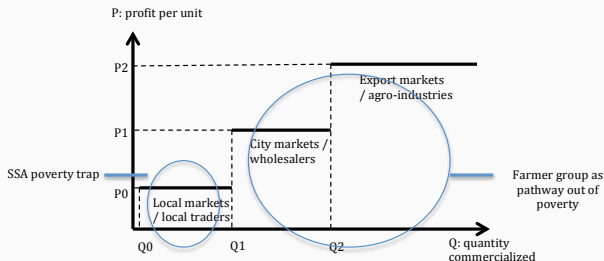 P: profit per unit
P2
Export markets
/ agro-industries
P1
City markets /
wholesalers
SSA poverty trap
Farmer group as
pathway out of
poverty
P0
Local markets
/ local traders
Q0
Q1
Q2
Q: quantity
commercialized